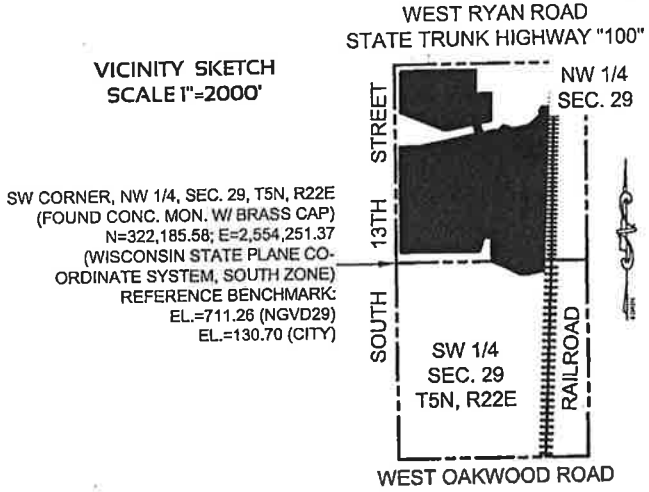 WEST RYAN ROAD
STATE TRUNK HIGHWAY "100"
VICINITY SKETCH
SCALE 1"=2000'
NW 1/4
SEC. 29
SOUTH 13TH STREET
SW CORNER, NW 1/4, SEC. 29, T5N, R22E
(FOUND CONC. MON. W/ BRASS CAP)
N=322,185.58; E=2,554,251.37
(WISCONSIN STATE PLANE CO-
ORDINATE SYSTEM, SOUTH ZONE)
REFERENCE BENCHMARK:
EL.=711.26 (NGVD29)
EL.=130.70 (CITY)
SW 1/4
SEC. 29
T5N, R22E
RAILROAD
WEST OAKWOOD ROAD